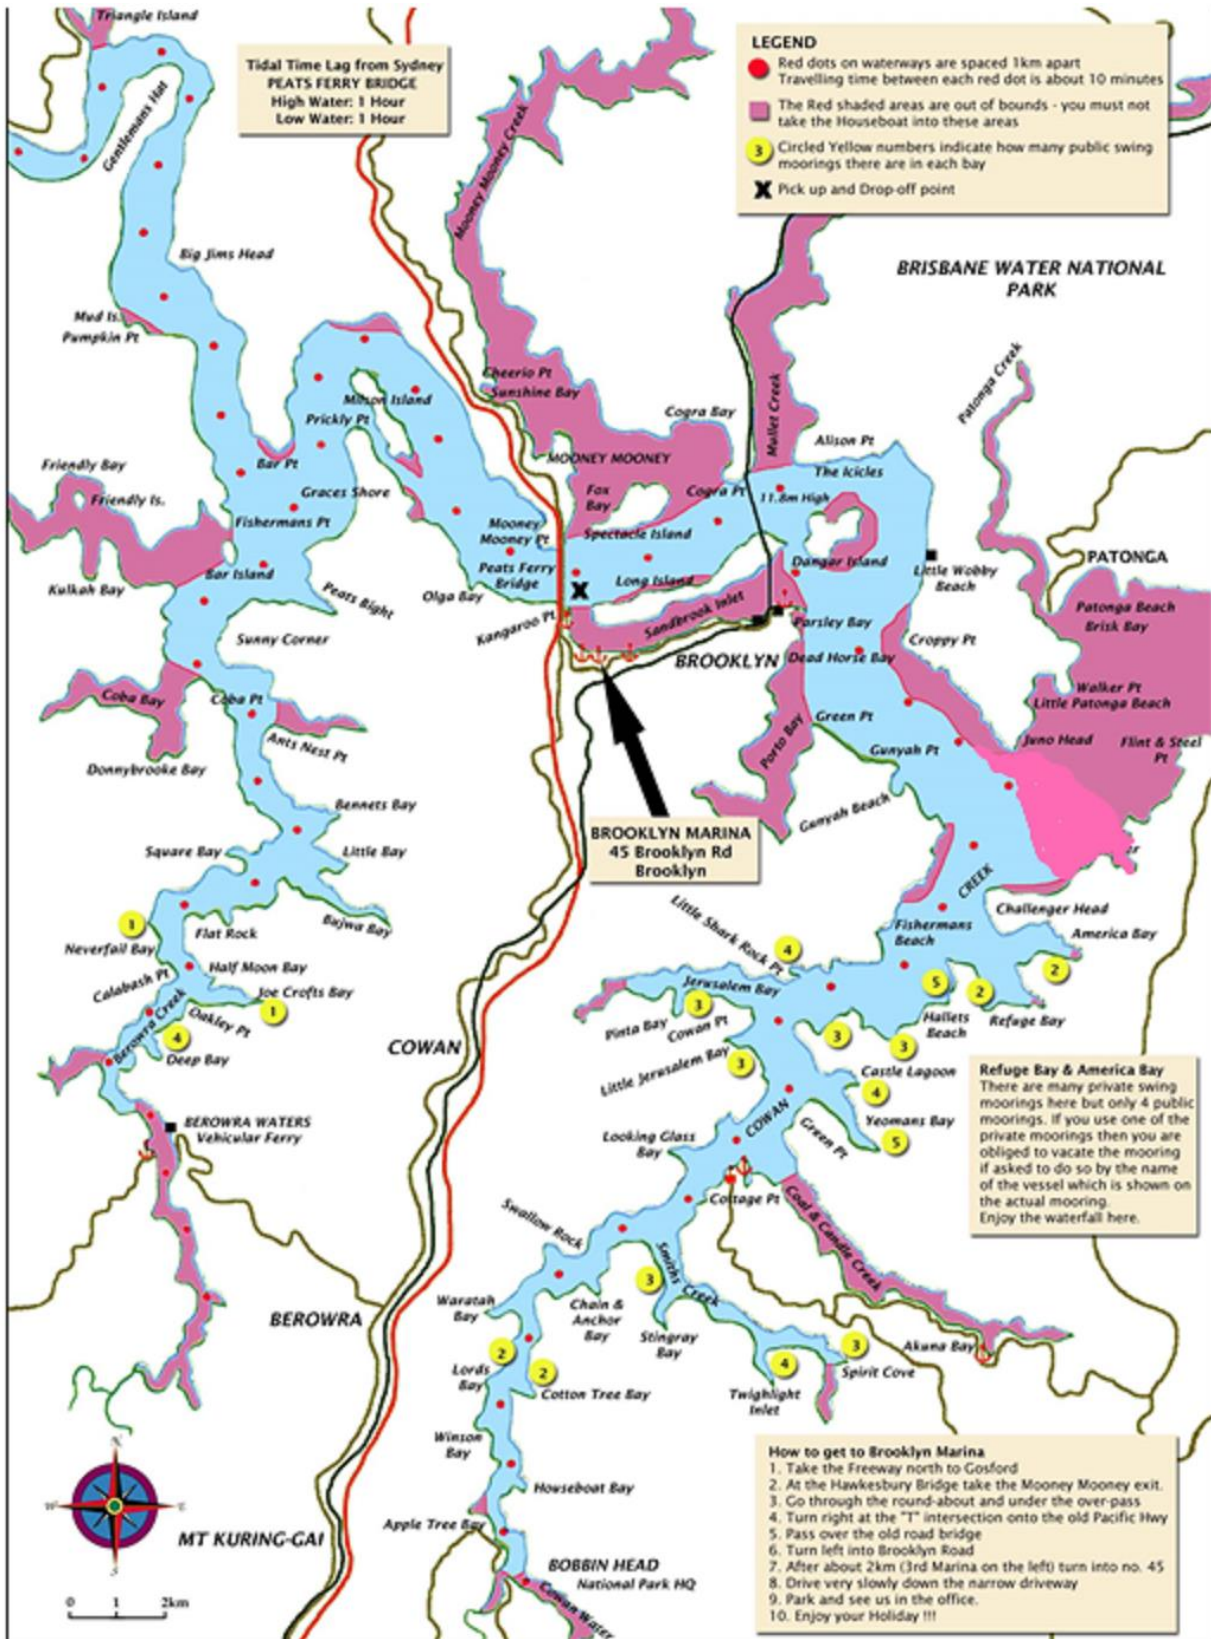 Triangle Island
Gentlemans Hat
Tidal Time Lag from Sydney
PEATS FERRY BRIDGE
High Water: 1 Hour
Low Water: 1 Hour
LEGEND
Red dots on waterways are spaced 1km apart
Travelling time between each red dot is about 10 minutes
The Red shaded areas are out of bounds - you must not
take the Houseboat into these areas
3
Circled Yellow numbers indicate how many public swing
moorings there are in each bay
X Pick up and Drop-off point
Mooney Mooney Creek
BRISBANE WATER NATIONAL
PARK
Big Jims Head
Mud Is.
Pumpkin Pt
Cheerio Pt
Sunshine Bay
Patonga Creek
Mullet Creek
Milson Island
Prickly Pt
Cogra Bay
Alison Pt
The Icicles
Bar Pt
MOONEY MOONEY
Friendly Bay
Friendly Is.
Graces Shore
Fox
Bay
Cogra Pt
11.8m High
Fishermans Pt
Mooney
Mooney Pt
Spectacle Island
Peats Ferry
Bridge
Long Island
Dangar Island
Little Wobby
Beach
PATONGA
Bar Island
Kulkah Bay
Peats Bight
Olga Bay
X
Kangaroo Pt
Sandbrook Inlet
Parsley Bay
Patonga Beach
Brisk Bay
Croppy Pt
Sunny Corner
BROOKLYN
Dead Horse Bay
Walker Pt
Little Patonga Beach
Coba Bay
Coba Pt
Green Pt
Porto Bay
Gunyah Pt
Juno Head
Flint & Steel
Pt
Ants Nest Pt
Donnybrooke Bay
Bennets Bay
Gunyah Beach
BROOKLYN MARINA
45 Brooklyn Rd
Brooklyn
Square Bay
Little Bay
CREEK
Challenger Head
Bujwa Bay
1
Neverfail Bay
Flat Rock
Little Shark Rock Pt
Fishermans
Beach
America Bay
4
2
Calabash Pt
Half Moon Bay
Joe Crofts Bay
1
Jerusalem Bay
5
2
Hallets
Beach
Refuge Bay
Berowra Creek
Oakley Pt
4
Deep Bay
Pinta Bay
3
Cowan Pt
3
3
COWAN
Little Jerusalem Bay
3
Castle Lagoon
4
Refuge Bay & America Bay
There are many private swing
moorings here but only 4 public
moorings. If you use one of the
private moorings then you are
obliged to vacate the mooring
if asked to do so by the name
of the vessel which is shown on
the actual mooring.
Enjoy the waterfall here.
COWAN
Yeomans Bay
5
Green Pt
BEROWRA WATERS
Vehicular Ferry
Looking Glass
Bay
Cottage Pt
Coal & Candle Creek
Swallow Rock
Smiths Creek
3
Waratah
Bay
Chain &
Anchor
Bay
Stingray
Bay
BEROWRA
2
Lords
Bay
2
Cotton Tree Bay
4
Twighlight
Inlet
3
Spirit Cove
Akuna Bay
Winson
Bay
Houseboat Bay
Apple Tree Bay
N
W
E
S
MT KURING-GAI
BOBBIN HEAD
National Park HQ
Cowan Water
0 1 2km
How to get to Brooklyn Marina
1. Take the Freeway north to Gosford
2. At the Hawkesbury Bridge take the Mooney Mooney exit.
3. Go through the round-about and under the over-pass
4. Turn right at the "T" intersection onto the old Pacific Hwy
5. Pass over the old road bridge
6. Turn left into Brooklyn Road
7. After about 2km (3rd Marina on the left) turn into no. 45
8. Drive very slowly down the narrow driveway
9. Park and see us in the office.
10. Enjoy your Holiday !!!